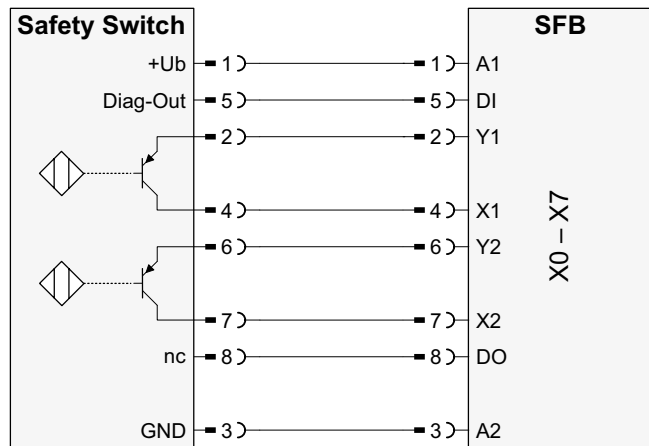 Safety Switch SFB
+Ub 1 1 A1
Diag-Out 5 5 DI
2 2 Y1
4 4 X1
6 6 Y2
X0 – X7
7 7 X2
nc 8 8 DO
GND 3 3 A2